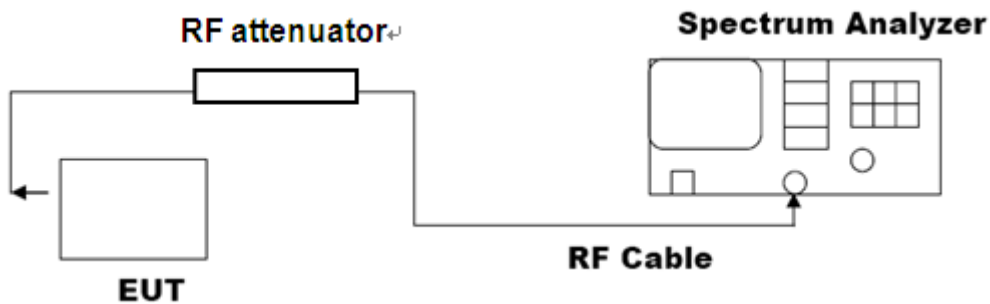 RF attenuator↵
Spectrum Analyzer
RF Cable
EUT